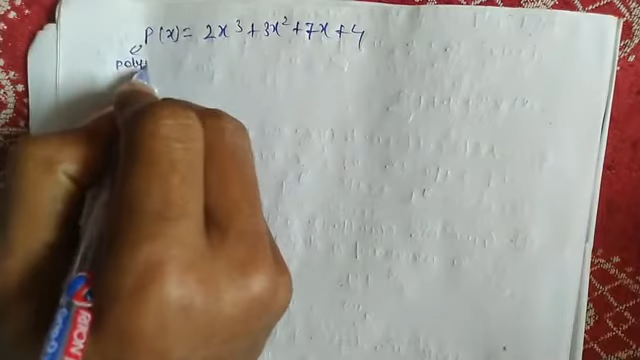 P(x) = 2x³ + 3x² + 7x + 4
poly